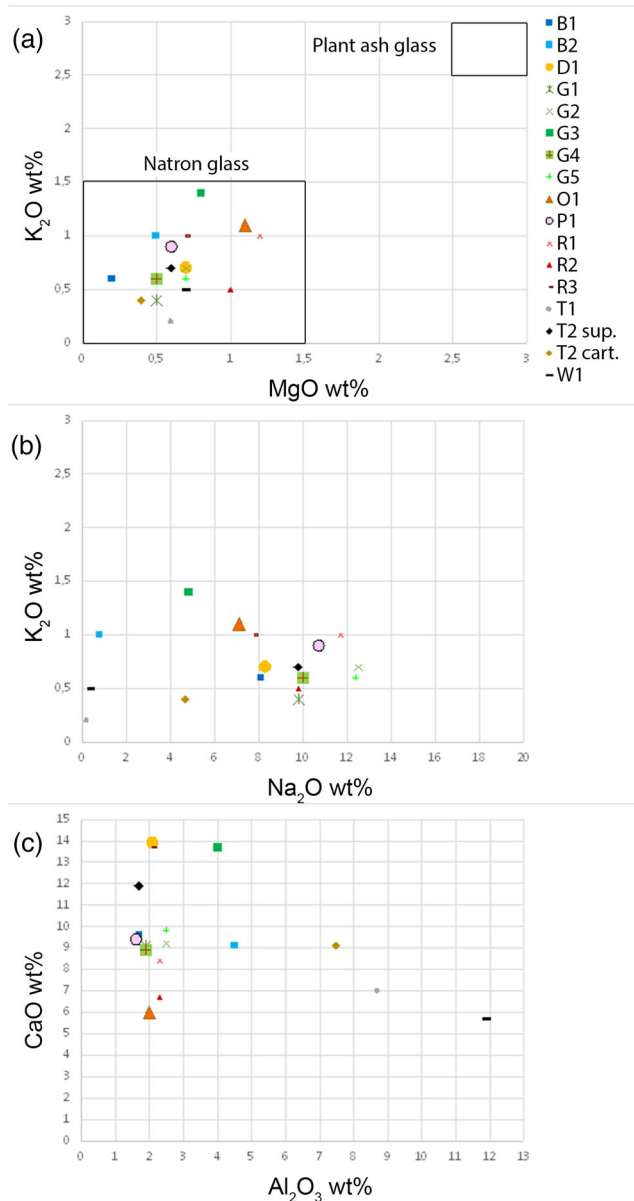 (a)
3
2,5
2
1,5
1
0,5
0
K₂O wt%
Plant ash glass
Natron glass
0 0,5 1 1,5 2 2,5 3
MgO wt%
B1
B2
D1
G1
G2
G3
G4
G5
O1
P1
R1
R2
R3
T1
T2 sup.
T2 cart.
W1
(b)
3
2,5
2
1,5
1
0,5
0
K₂O wt%
0 2 4 6 8 10 12 14 16 18 20
Na₂O wt%
(c)
15
14
13
12
11
10
9
8
7
6
5
4
3
2
1
0
CaO wt%
0 1 2 3 4 5 6 7 8 9 10 11 12 13
Al₂O₃ wt%